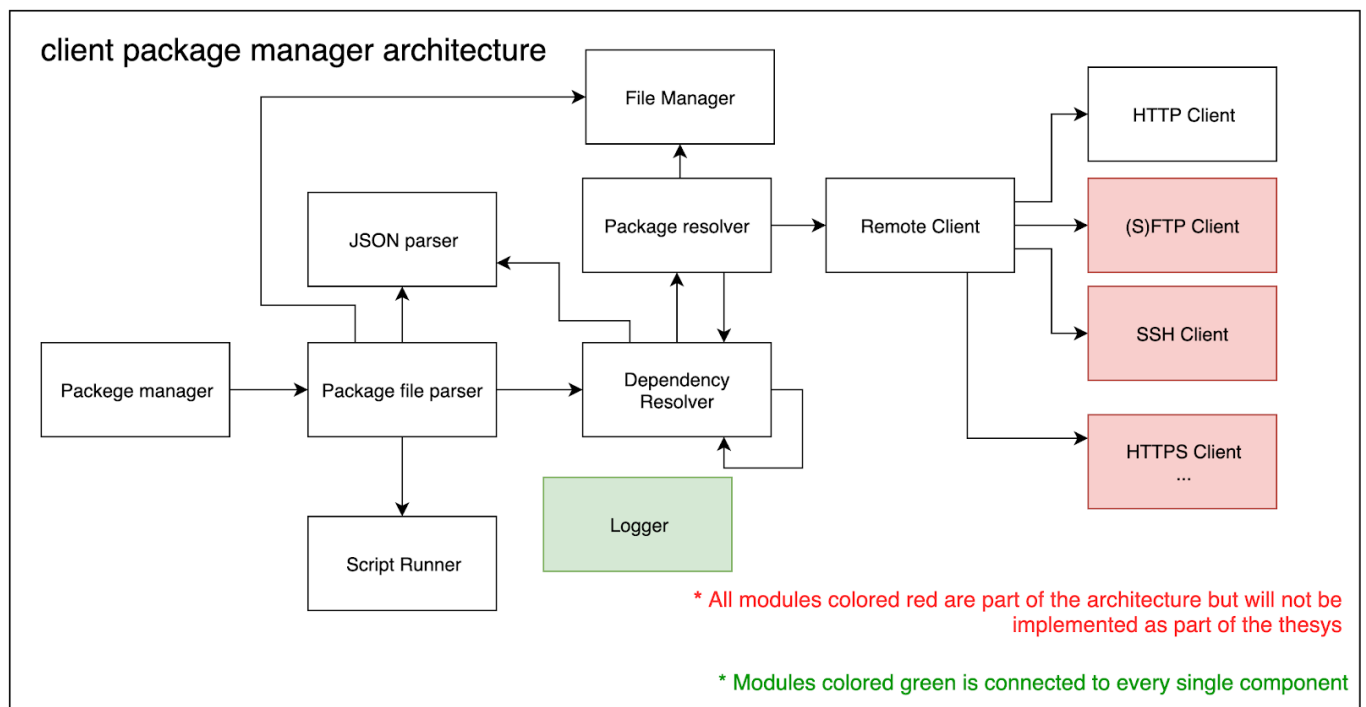 client package manager architecture
File Manager
HTTP Client
JSON parser
Package resolver
Remote Client
(S)FTP Client
SSH Client
Packege manager
Package file parser
Dependency
Resolver
HTTPS Client
...
Logger
Script Runner
* All modules colored red are part of the architecture but will not be
implemented as part of the thesys
* Modules colored green is connected to every single component